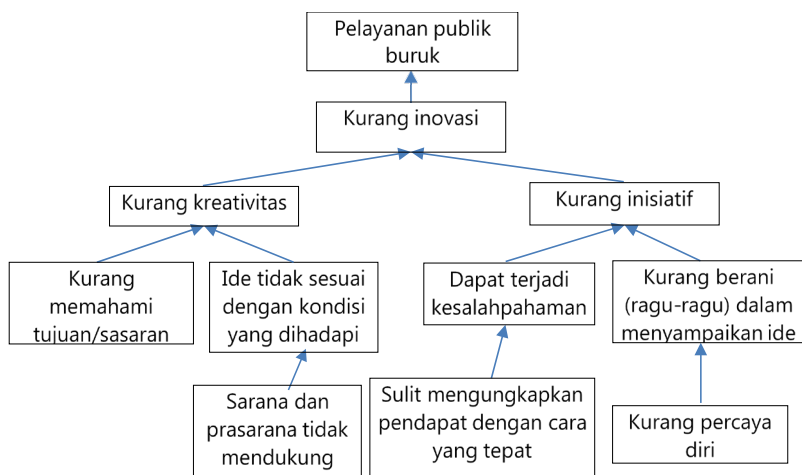 Pelayanan publik
buruk
Kurang inovasi
Kurang kreativitas
Kurang inisiatif
Kurang
memahami
tujuan/sasaran
Ide tidak sesuai
dengan kondisi
yang dihadapi
Dapat terjadi
kesalahpahaman
Kurang berani
(ragu-ragu) dalam
menyampaikan ide
Sarana dan
prasarana tidak
mendukung
Sulit mengungkapkan
pendapat dengan cara
yang tepat
Kurang percaya
diri